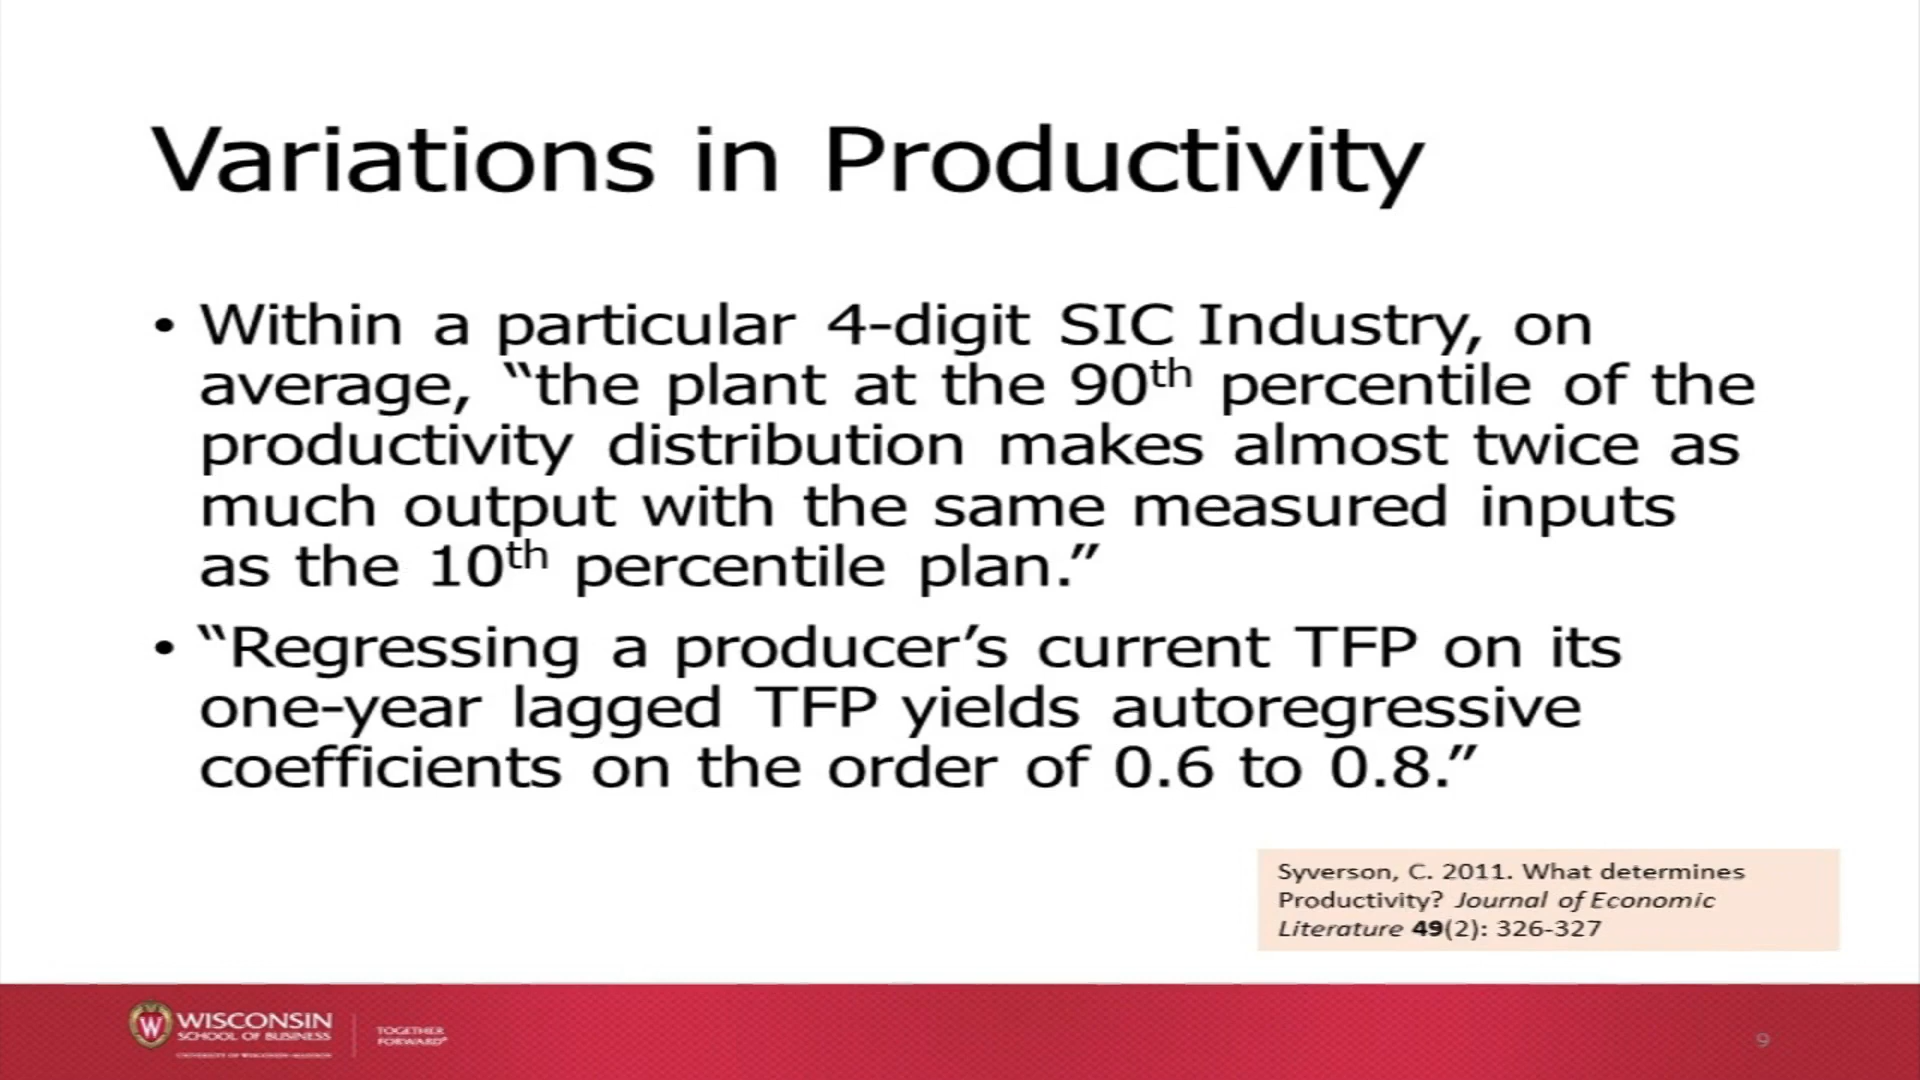 Variations in Productivity
• Within a particular 4-digit SIC Industry, on
average, “the plant at the 90th percentile of the
productivity distribution makes almost twice as
much output with the same measured inputs
as the 10th percentile plan.”
• “Regressing a producer’s current TFP on its
one-year lagged TFP yields autoregressive
coefficients on the order of 0.6 to 0.8.”
Syverson, C. 2011. What determines
Productivity? Journal of Economic
Literature 49(2): 326-327
WISCONSIN
SCHOOL OF BUSINESS
UNIVERSITY OF WISCONSIN–MADISON
TOGETHER
FORWARD®
9